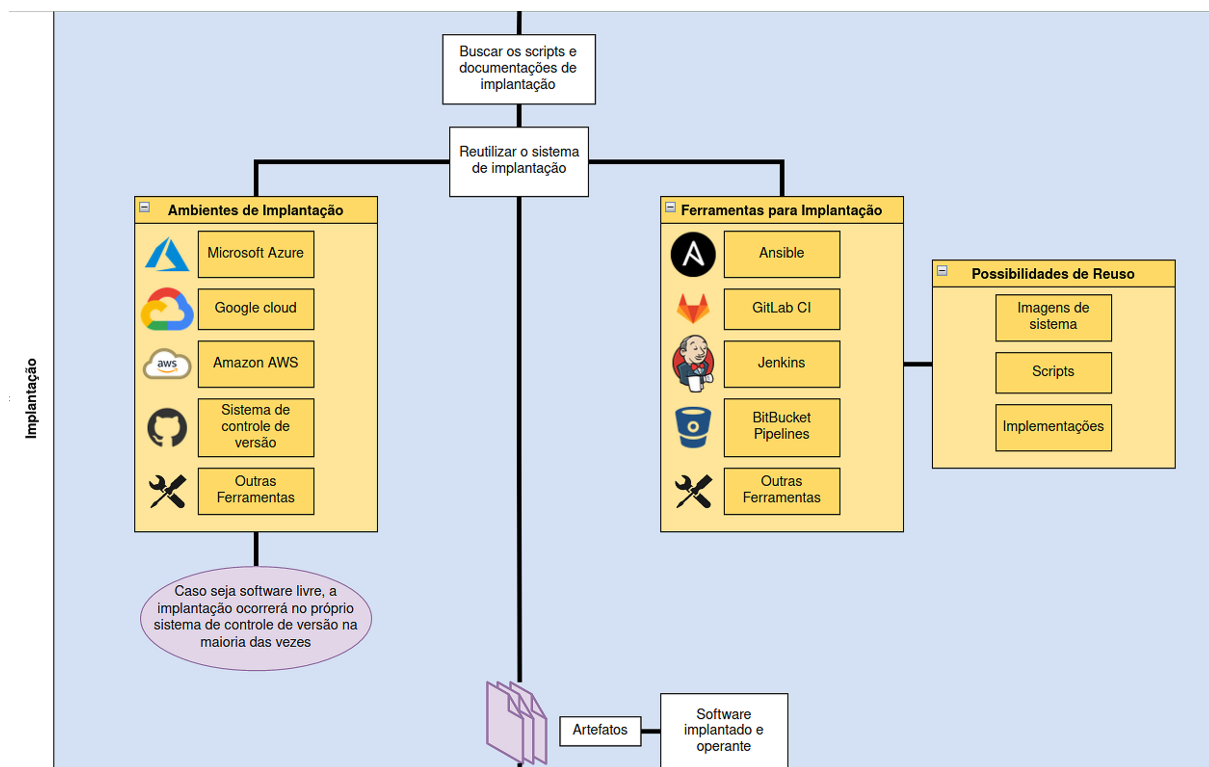 Buscar os scripts e
documentações de
implantação
Reutilizar o sistema
de implantação
Ambientes de Implantação
Microsoft Azure
Google cloud
aws
Amazon AWS
Sistema de
controle de
versão
Outras
Ferramentas
Caso seja software livre, a
implantação ocorrerá no próprio
sistema de controle de versão na
maioria das vezes
Ferramentas para Implantação
Ansible
GitLab CI
Jenkins
BitBucket
Pipelines
Outras
Ferramentas
Possibilidades de Reuso
Imagens de
sistema
Scripts
Implementações
Implantação
Artefatos
Software
implantado e
operante